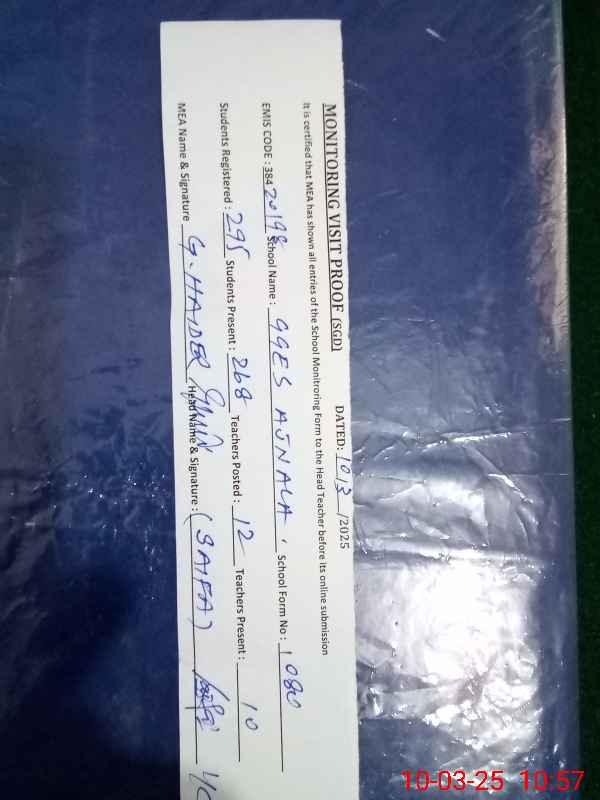 MONITORING VISIT PROOF (SGD) DATED: 10/3/2025
It is certified that MEA has shown all entries of the School Monitroring Form to the Head Teacher before its online submission
EMIS CODE : 38420198 School Name : GGES AJNALA School Form No : 1080
Students Registered : 295 Students Present : 268 Teachers Posted : 12 Teachers Present : 10
MEA Name & Signature G. HAIDER Head Name & Signature : (SAIFA)
10-03-25 10:57